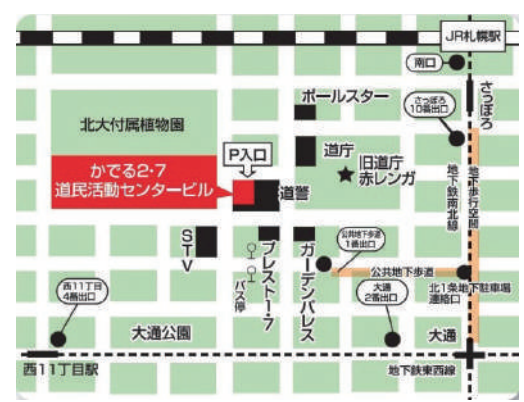 JR札幌駅
南口
さっぽろ
ポールスター
さっぽろ
10番出口
北大付属植物園
道庁
旧道庁
赤レンガ
P入口
かでる2・7
道民活動センタービル
道警
地下鉄南北線
地下歩行空間
STV
バス停
プレスト1・7
ガーデンパレス
公共地下歩道
1番出口
公共地下歩道
北1条地下駐車場
連絡口
西11丁目
4番出口
大通
2番出口
大通公園
大通
西11丁目駅
地下鉄東西線